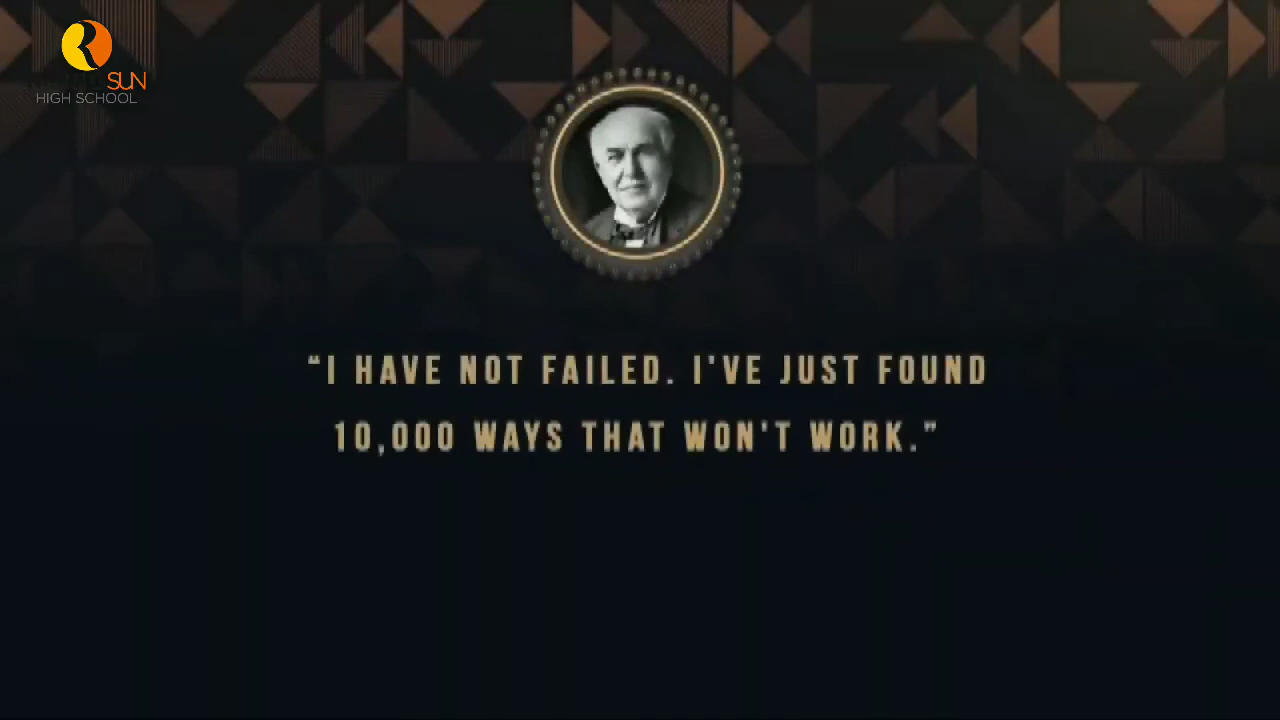 SUN
HIGH SCHOOL
“I HAVE NOT FAILED. I'VE JUST FOUND
10,000 WAYS THAT WON'T WORK.”